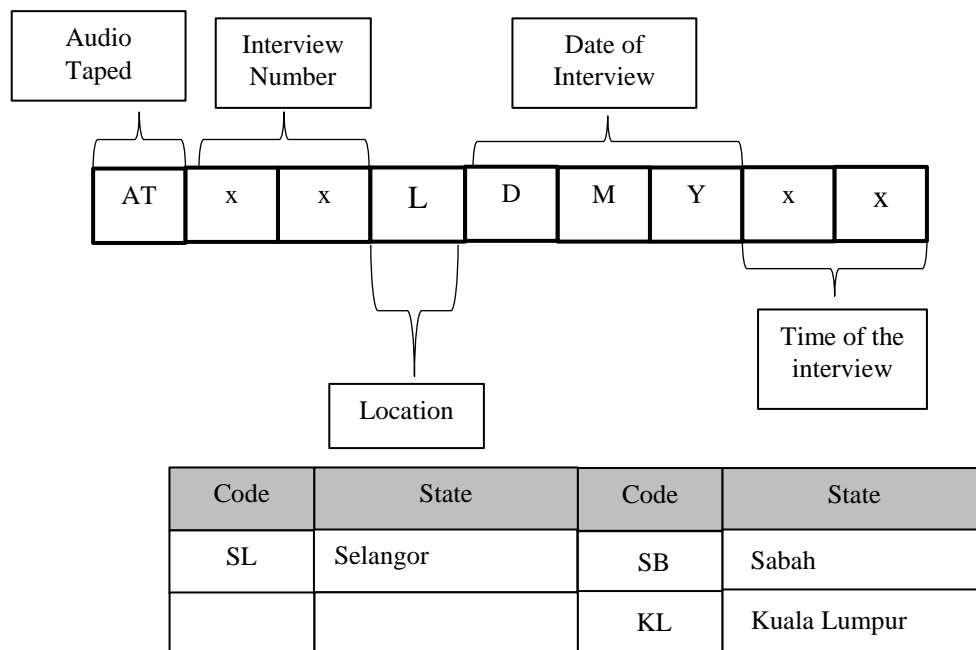 Audio
Taped
Interview
Number
Date of
Interview
AT x x L D M Y x x
Time of the
interview
Location
Code State Code State
SL Selangor SB Sabah
KL Kuala Lumpur